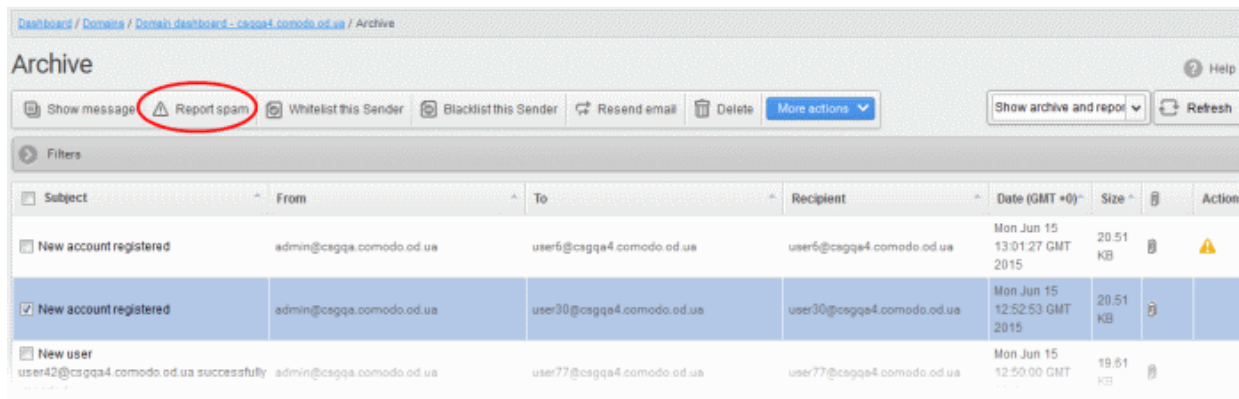 Dashboard / Domains / Domain dashboard - csgqa4.comodo.od.ua / Archive
Archive
Help
Show message Report spam Whitelist this Sender Blacklist this Sender Resend email Delete More actions Show archive and repor Refresh
Filters
Subject From To Recipient Date (GMT +0) Size Action
New account registered admin@csgqa.comodo.od.ua user6@csgqa4.comodo.od.ua user6@csgqa4.comodo.od.ua Mon Jun 15 13:01:27 GMT 2015 20.51 KB
New account registered admin@csgqa.comodo.od.ua user30@csgqa4.comodo.od.ua user30@csgqa4.comodo.od.ua Mon Jun 15 12:52:53 GMT 2015 20.51 KB
New user
user42@csgqa4.comodo.od.ua successfully admin@csgqa.comodo.od.ua user77@csgqa4.comodo.od.ua user77@csgqa4.comodo.od.ua Mon Jun 15 12:50:00 GMT 19.61 KB